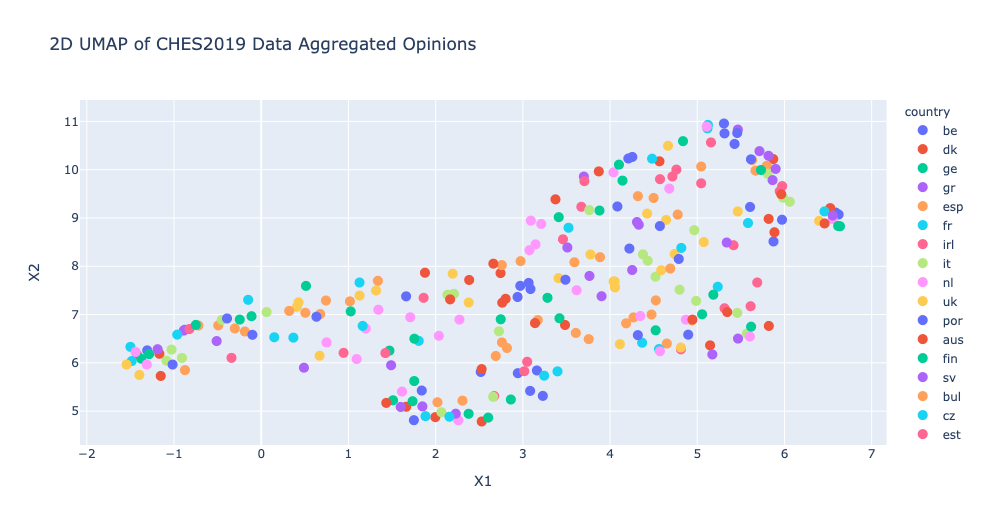 2D UMAP of CHES2019 Data Aggregated Opinions
country
be
dk
ge
gr
esp
fr
irl
it
nl
uk
por
aus
fin
sv
bul
cz
est
11
10
9
8
7
6
5
X2
−2 −1 0 1 2 3 4 5 6 7
X1